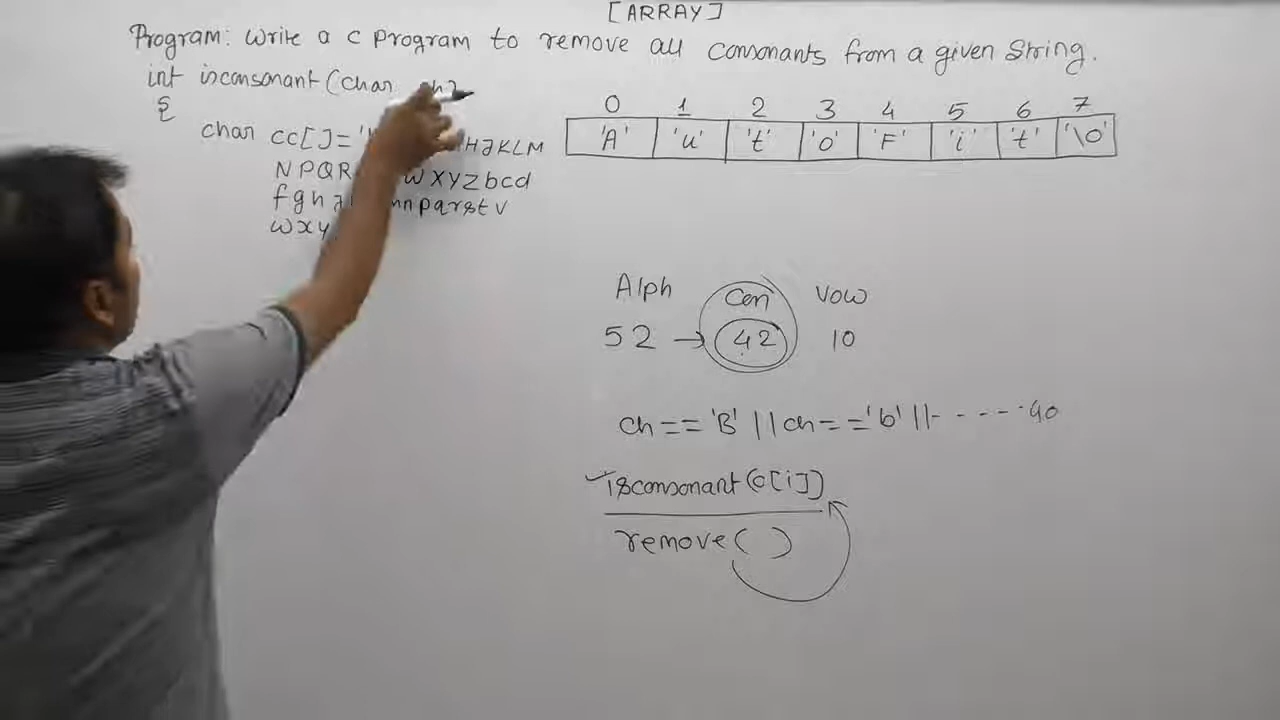 [ARRAY]
Program: Write a c program to remove all consonants from a given String.
int isconsonant (char ch)
{
char cc[]='
HJKLM
NPQR
WXYZbcd
fgh
mnpqrstv
wxy
0 1 2 3 4 5 6 7
'A' 'u' 't' 'o' 'F' 'i' 't' '\0'
Alph Con Vow
52 → 42 10
ch== 'B' || ch== 'b' || - - - - - 40
isconsonant (c[i])
remove ( )